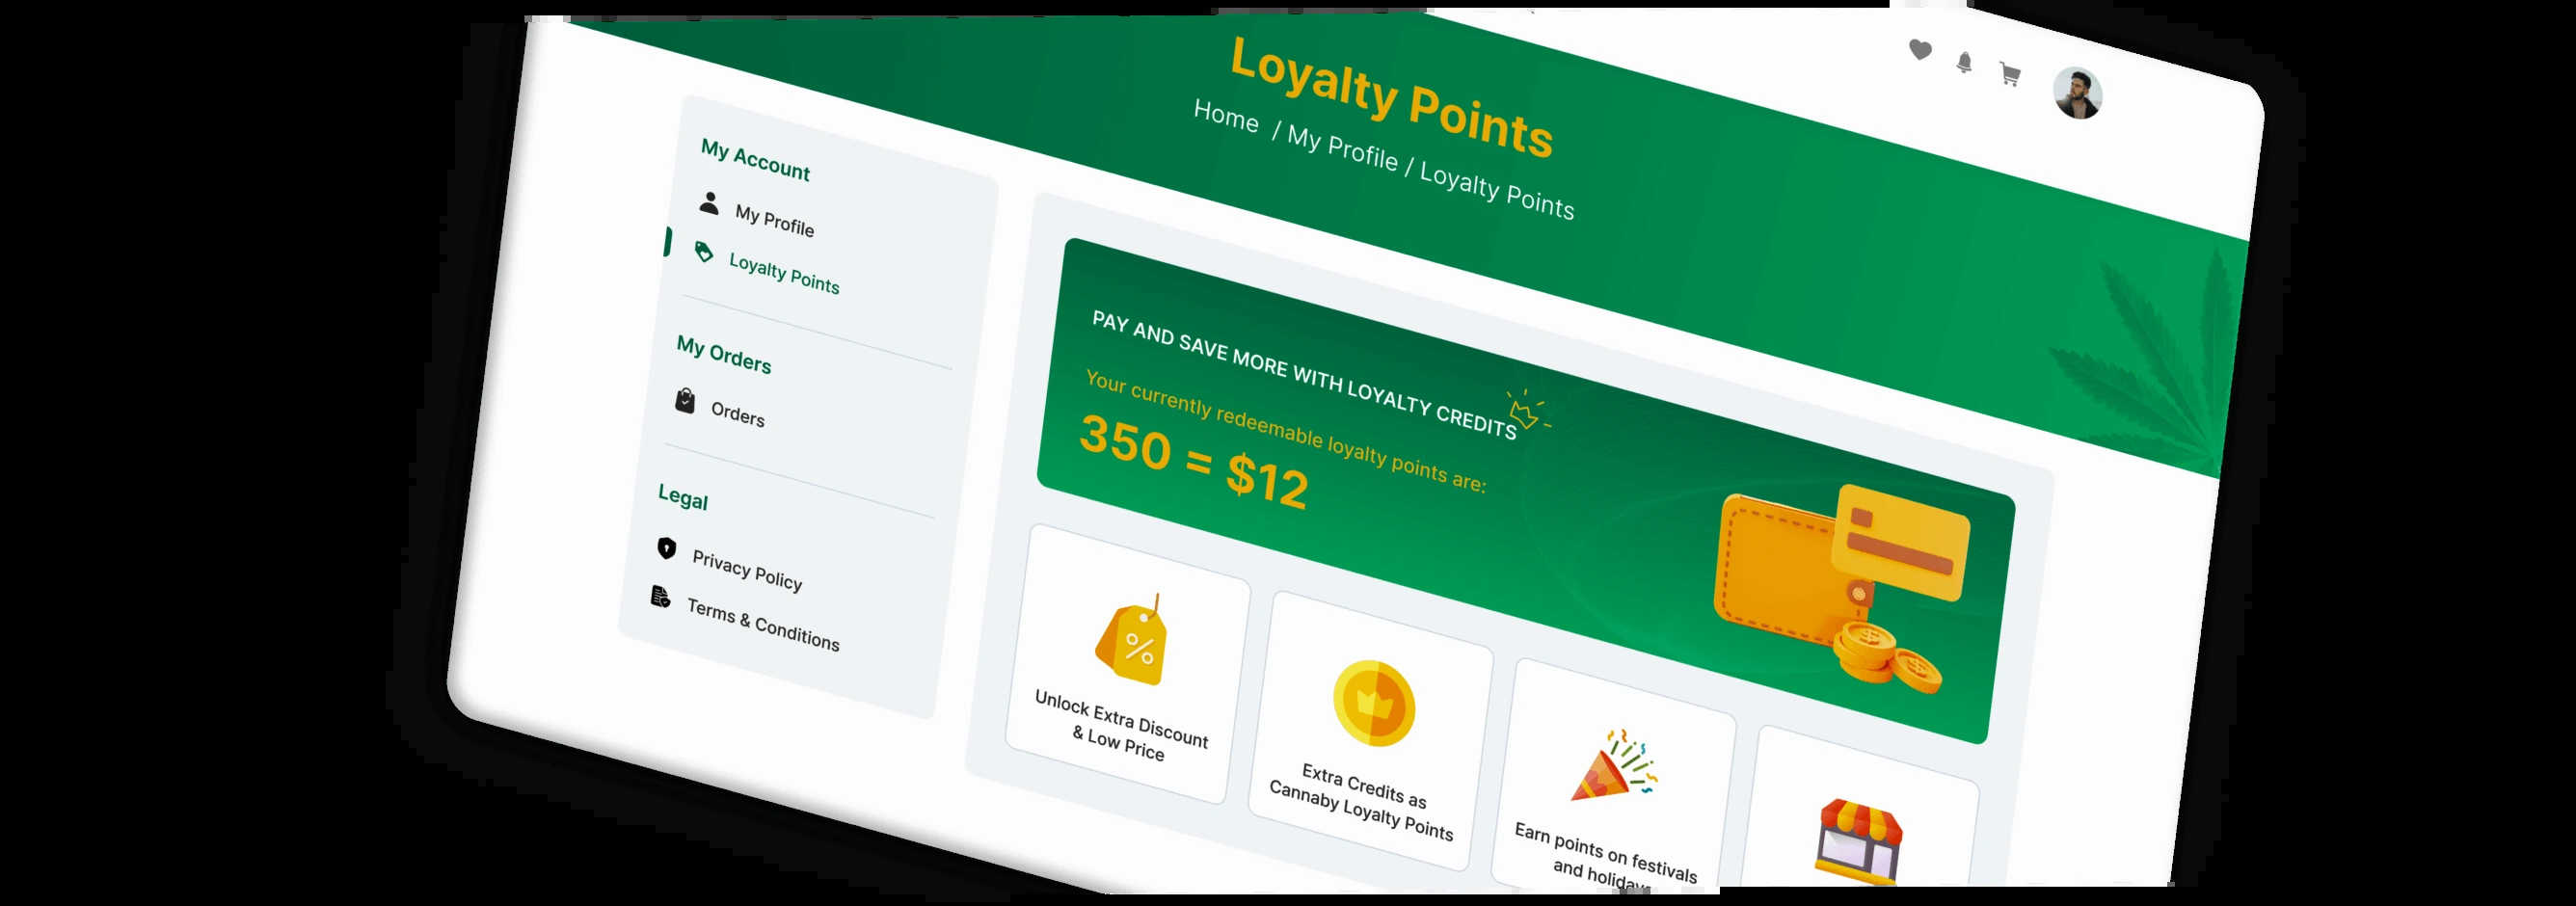 Loyalty Points
Home / My Profile / Loyalty Points
My Account
My Profile
Loyalty Points
My Orders
Orders
Legal
Privacy Policy
Terms & Conditions
PAY AND SAVE MORE WITH LOYALTY CREDITS
Your currently redeemable loyalty points are:
350 = $12
Unlock Extra Discount
& Low Price
Extra Credits as
Cannaby Loyalty Points
Earn points on festivals
and holidays